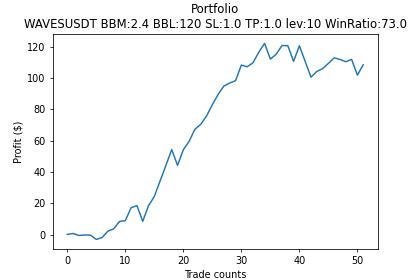 Portfolio
WAVESUSDT BBM:2.4 BBL:120 SL:1.0 TP:1.0 lev:10 WinRatio:73.0
120
100
80
60
40
20
0
Profit ($)
0 10 20 30 40 50
Trade counts